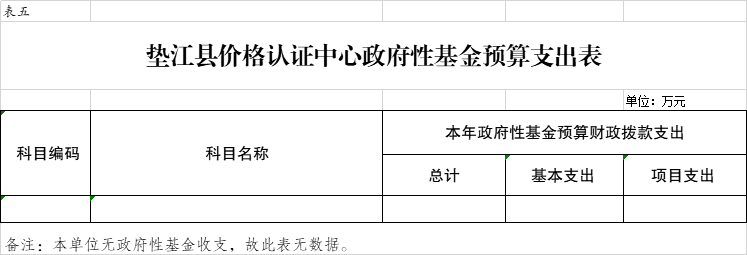 表五
垫江县价格认证中心政府性基金预算支出表
单位：万元
科目编码
科目名称
本年政府性基金预算财政拨款支出
总计
基本支出
项目支出
备注：本单位无政府性基金收支，故此表无数据。